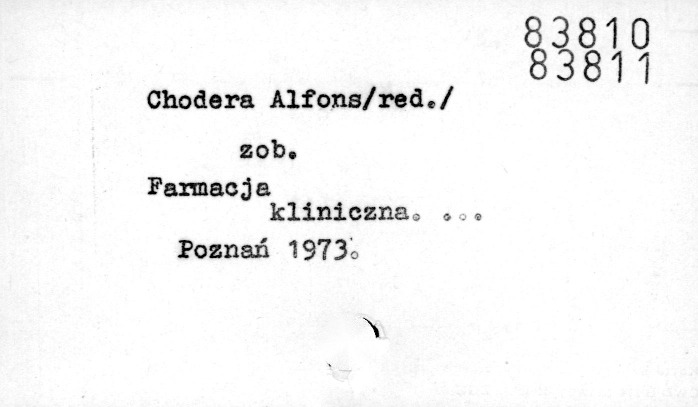 83810
83811
Chodera Alfons/red./
zob.
Farmacja
kliniczna. ...
Poznań 1973.